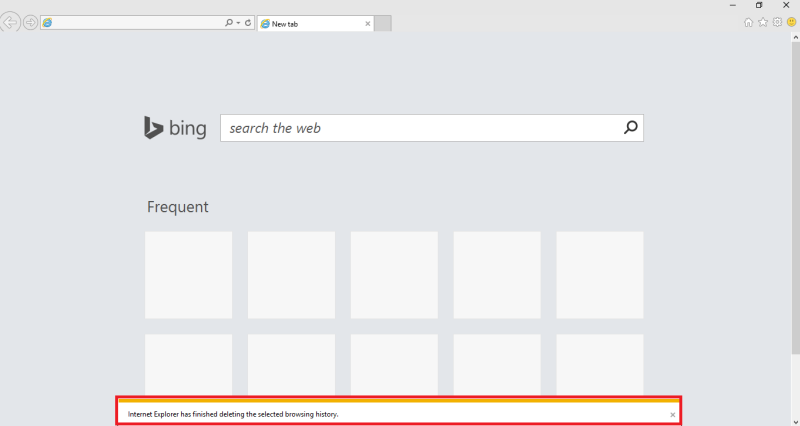 New tab
bing
search the web
Frequent
Internet Explorer has finished deleting the selected browsing history.